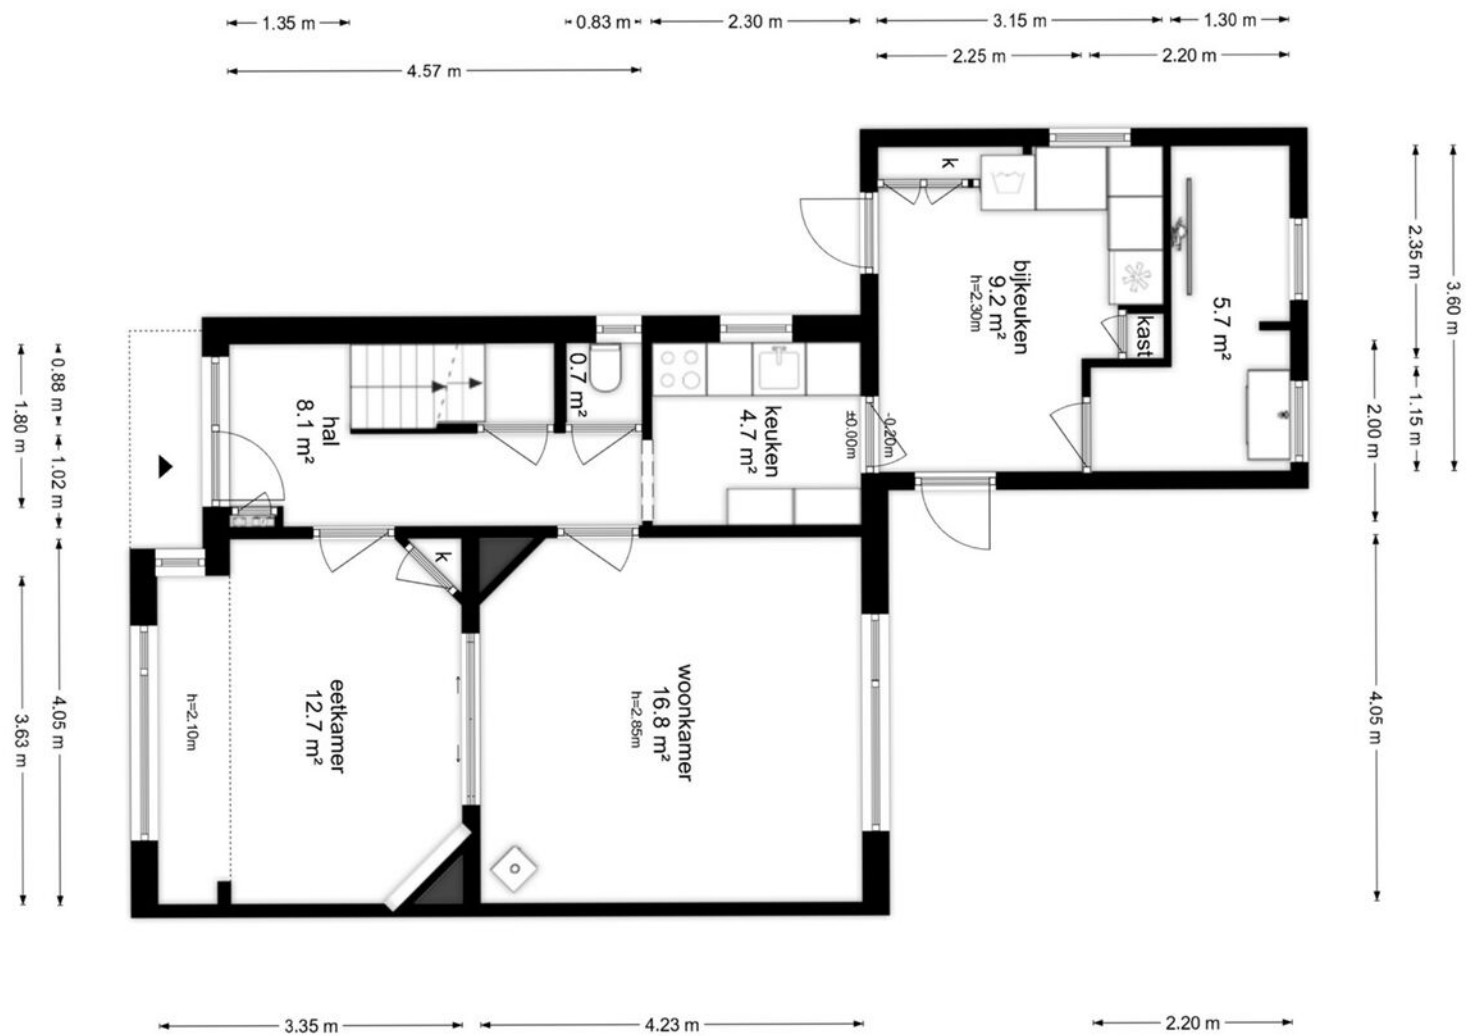 1.35 m
0.83 m
2.30 m
3.15 m
1.30 m
4.57 m
2.25 m
2.20 m
k
bijkeuken
9.2 m²
h=2.30m
kast
5.7 m²
2.35 m
3.60 m
1.15 m
2.00 m
4.05 m
0.88 m
1.80 m
1.02 m
4.05 m
3.63 m
hal
8.1 m²
0.7 m²
keuken
4.7 m²
±0.00m
-0.20m
k
eetkamer
12.7 m²
h=2.10m
woonkamer
16.8 m²
h=2.85m
3.35 m
4.23 m
2.20 m